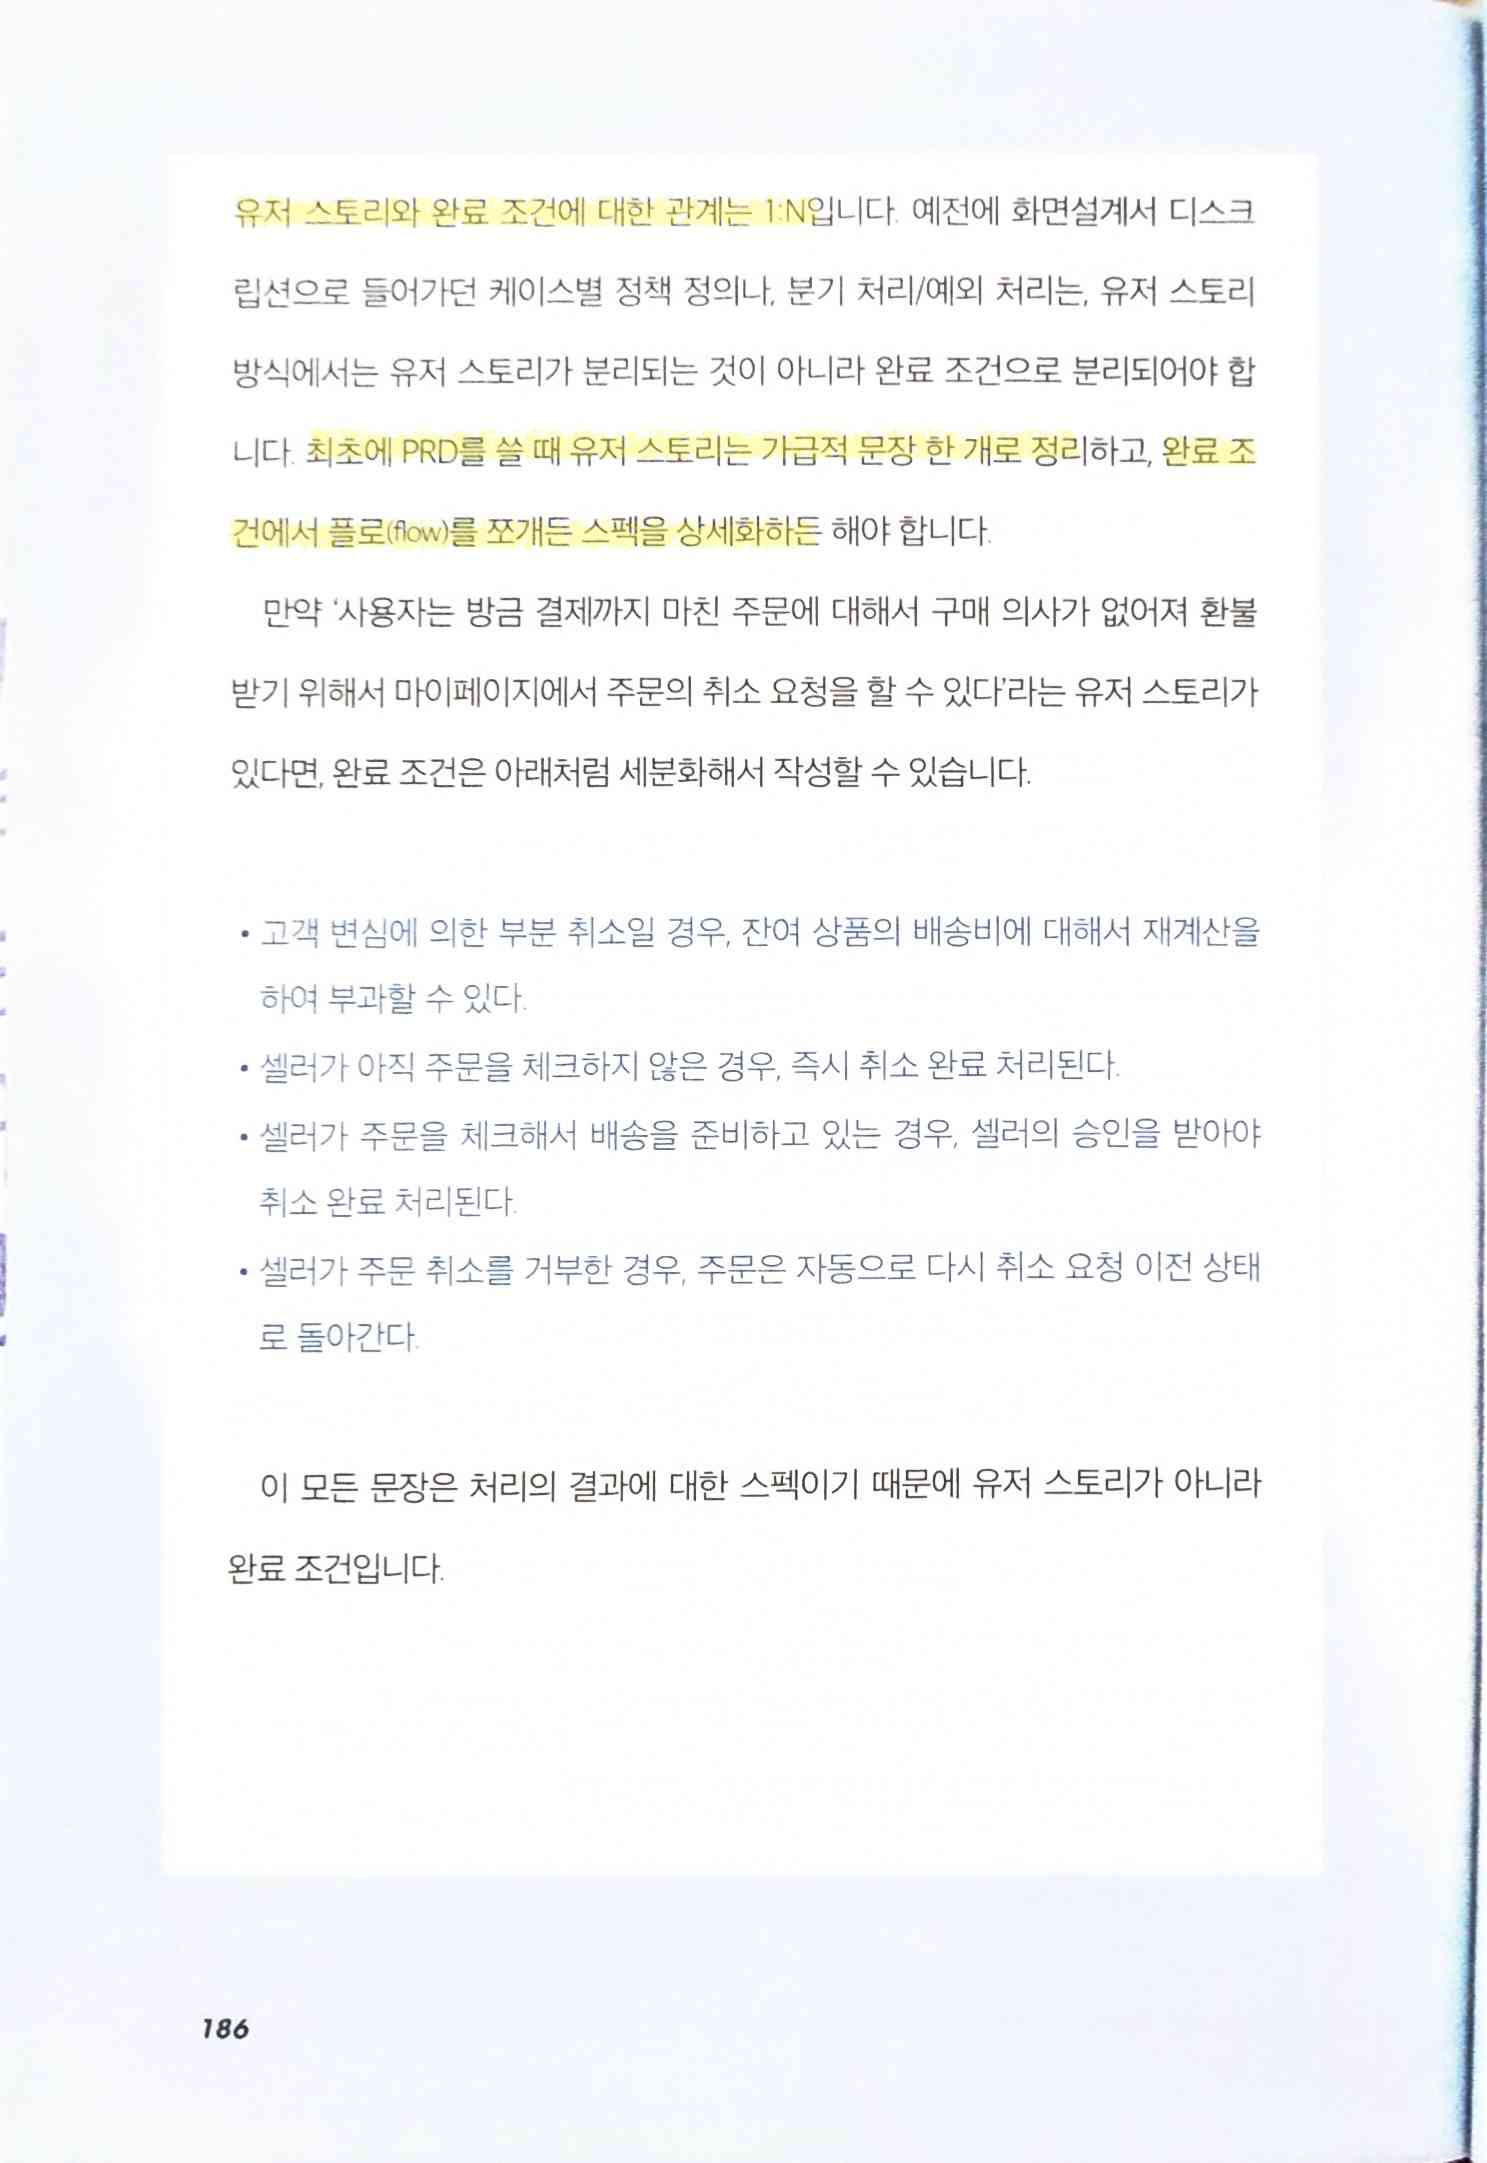 유저 스토리와 완료 조건에 대한 관계는 1:N입니다. 예전에 화면설계서 디스크
립션으로 들어가던 케이스별 정책 정의나, 분기 처리/예외 처리는, 유저 스토리
방식에서는 유저 스토리가 분리되는 것이 아니라 완료 조건으로 분리되어야 합
니다. 최초에 PRD를 쓸 때 유저 스토리는 가급적 문장 한 개로 정리하고, 완료 조
건에서 플로(flow)를 쪼개든 스펙을 상세화하든 해야 합니다.
만약 ‘사용자는 방금 결제까지 마친 주문에 대해서 구매 의사가 없어져 환불
받기 위해서 마이페이지에서 주문의 취소 요청을 할 수 있다’라는 유저 스토리가
있다면, 완료 조건은 아래처럼 세분화해서 작성할 수 있습니다.
• 고객 변심에 의한 부분 취소일 경우, 잔여 상품의 배송비에 대해서 재계산을
하여 부과할 수 있다.
• 셀러가 아직 주문을 체크하지 않은 경우, 즉시 취소 완료 처리된다.
• 셀러가 주문을 체크해서 배송을 준비하고 있는 경우, 셀러의 승인을 받아야
취소 완료 처리된다.
• 셀러가 주문 취소를 거부한 경우, 주문은 자동으로 다시 취소 요청 이전 상태
로 돌아간다.
이 모든 문장은 처리의 결과에 대한 스펙이기 때문에 유저 스토리가 아니라
완료 조건입니다.
186